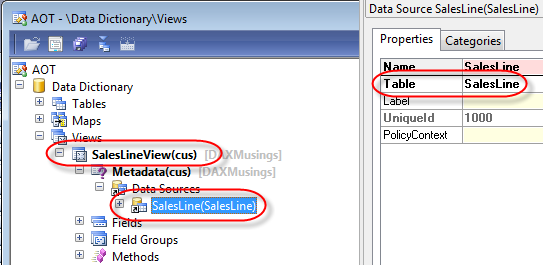 AOT - \Data Dictionary\Views
AOT
Data Dictionary
Tables
Maps
Views
SalesLineView(cus) [DAXMusings]
Metadata(cus) [DAXMusings]
Data Sources
SalesLine(SalesLine)
Fields
Field Groups
Methods
Data Source SalesLine(SalesLine)
Properties Categories
Name SalesLine
Table SalesLine
Label
UniqueId 1000
PolicyContext